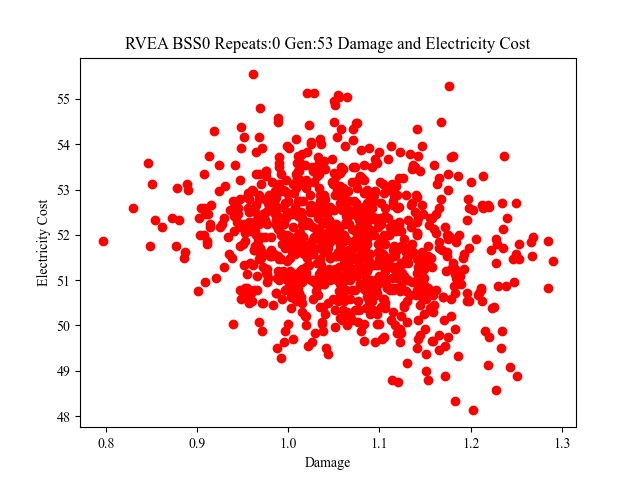 RVEA BSS0 Repeats:0 Gen:53 Damage and Electricity Cost
55
54
53
52
51
50
49
48
Electricity Cost
0.8 0.9 1.0 1.1 1.2 1.3
Damage